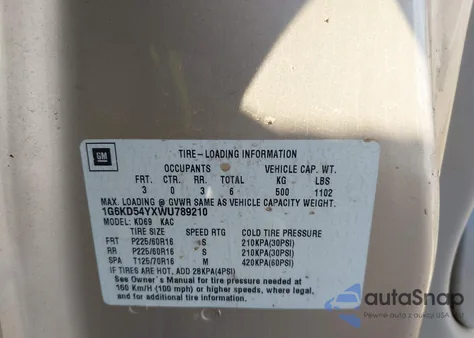 GM
TIRE-LOADING INFORMATION
OCCUPANTS VEHICLE CAP. WT.
FRT. CTR. RR. TOTAL KG LBS
3 0 3 6 500 1102
MAX. LOADING @ GVWR SAME AS VEHICLE CAPACITY WEIGHT.
1G6KD54YXWU789210
MODEL: KD69 KAC
TIRE SIZE SPEED RTG COLD TIRE PRESSURE
FRT P225/60R16 S 210KPA(30PSI)
RR P225/60R16 S 210KPA(30PSI)
SPA T125/70R16 M 420KPA(60PSI)
IF TIRES ARE HOT, ADD 28KPA(4PSI)
See Owner's Manual for tire pressure needed at
160 Km/H (100 mph) or higher speeds, where legal,
and for additional tire information.
autoSnap
Pewne auta z USA